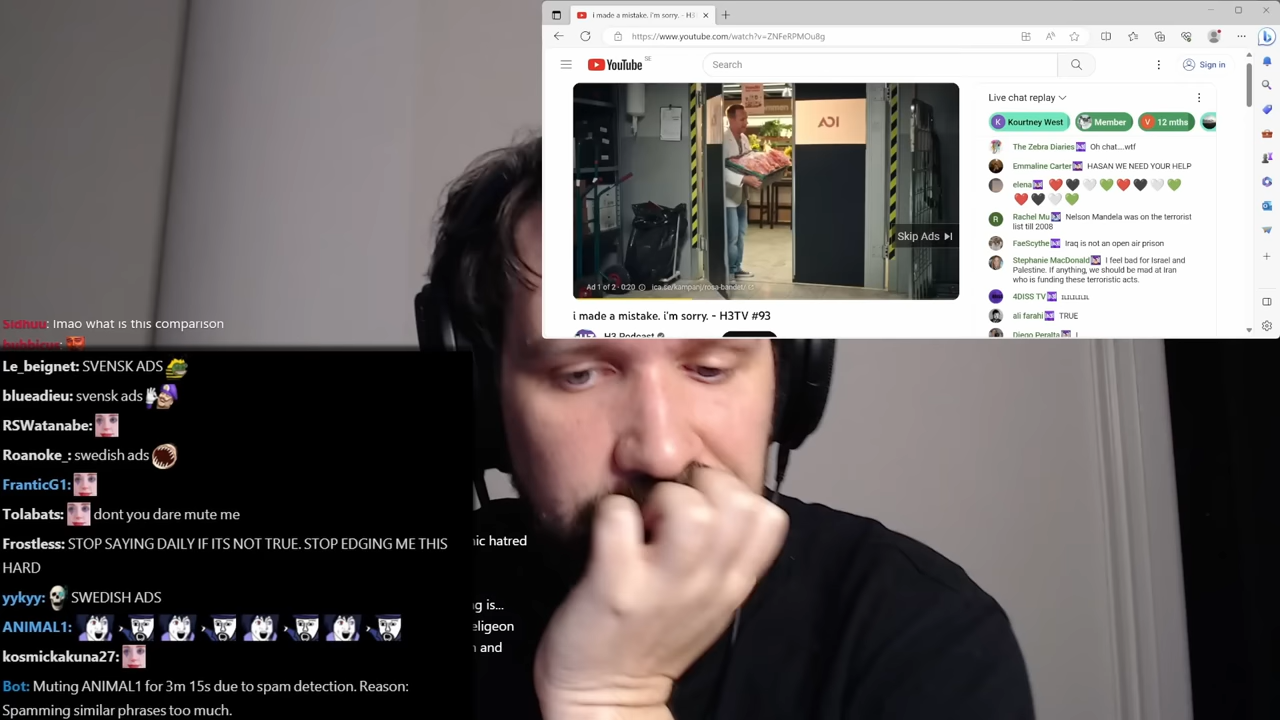 i made a mistake. i'm sorry. - H3
https://www.youtube.com/watch?v=ZNFeRPMOu8g
YouTube SE
Search
Sign in
Live chat replay
K Kourtney West
Member
V 12 mths
The Zebra Diaries Oh chat....wtf
Emmaline Carter HASAN WE NEED YOUR HELP
elena ❤️🖤🤍💚❤️🖤🤍💚
❤️🖤🤍💚
R Rachel Mu Nelson Mandela was on the terrorist
list till 2008
FaeScythe Iraq is not an open air prison
Stephanie MacDonald I feel bad for Israel and
Palestine. If anything, we should be mad at Iran
who is funding these terroristic acts.
4DISS TV
ali farahi TRUE
Diego Peralta
Skip Ads
Ad 1 of 2 · 0:20
i made a mistake. i'm sorry. - H3TV #93
H3 Podcast
Sidhuu: lmao what is this comparison
Le_beignet: SVENSK ADS
blueadieu: svensk ads
RSWatanabe:
Roanoke_: swedish ads
FranticG1:
Tolabats: dont you dare mute me
Frostless: STOP SAYING DAILY IF ITS NOT TRUE. STOP EDGING ME THIS
HARD
yykyy: SWEDISH ADS
ANIMAL1:
kosmickakuna27:
Bot: Muting ANIMAL1 for 3m 15s due to spam detection. Reason:
Spamming similar phrases too much.
ic hatred
g is...
eligeon
and